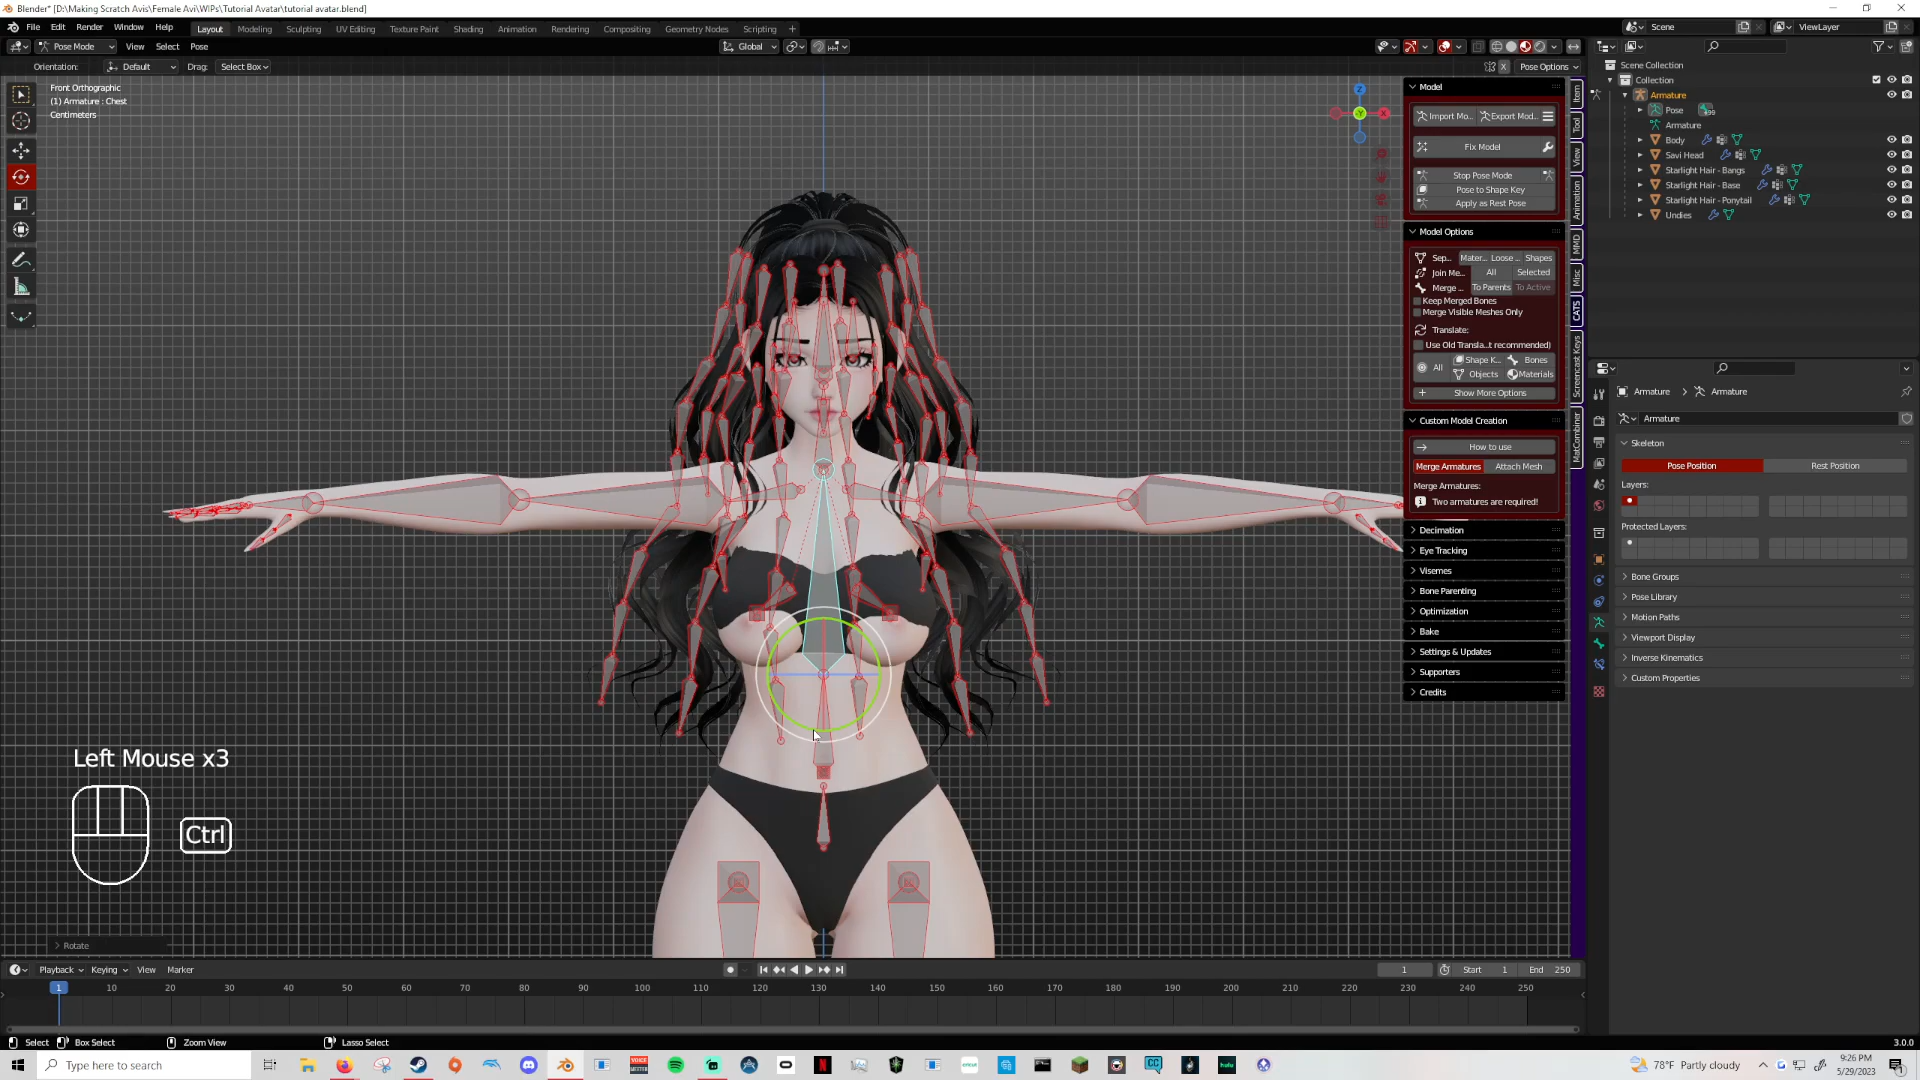 Blender* [D:\Making Scratch Avis\Female Avi\WIPs\Tutorial Avatar\tutorial avatar.blend]
File Edit Render Window Help Layout Modeling Sculpting UV Editing Texture Paint Shading Animation Rendering Compositing Geometry Nodes Scripting + Scene ViewLayer
Pose Mode View Select Pose Global
Orientation: Default Drag: Select Box X Pose Options
Front Orthographic
(1) Armature : Chest
Centimeters
Z
Y
X
Model
Import Mo... Export Mod...
Fix Model
Stop Pose Mode
Pose to Shape Key
Apply as Rest Pose
Model Options
Sep... Mater... Loose ... Shapes
Join Me... All Selected
Merge ... To Parents To Active
Keep Merged Bones
Merge Visible Meshes Only
Translate:
Use Old Transla...t recommended)
All Shape K... Bones
Objects Materials
Show More Options
Custom Model Creation
How to use
Merge Armatures Attach Mesh
Merge Armatures:
Two armatures are required!
Decimation
Eye Tracking
Visemes
Bone Parenting
Optimization
Bake
Settings & Updates
Supporters
Credits
Item
Tool
View
Animation
MMD
Misc
CATS
Screencast Keys
MatCombiner
Scene Collection
Collection
Armature
Pose
Armature
Body
Savi Head
Starlight Hair - Bangs
Starlight Hair - Base
Starlight Hair - Ponytail
Undies
Armature > Armature
Armature
Skeleton
Pose Position Rest Position
Layers:
Protected Layers:
Bone Groups
Pose Library
Motion Paths
Viewport Display
Inverse Kinematics
Custom Properties
Left Mouse x3
Ctrl
Rotate
Playback Keying View Marker 1 Start 1 End 250
1 10 20 30 40 50 60 70 80 90 100 110 120 130 140 150 160 170 180 190 200 210 220 230 240 250
Select Box Select Zoom View Lasso Select 3.0.0
Type here to search 78°F Partly cloudy 9:26 PM
5/29/2023